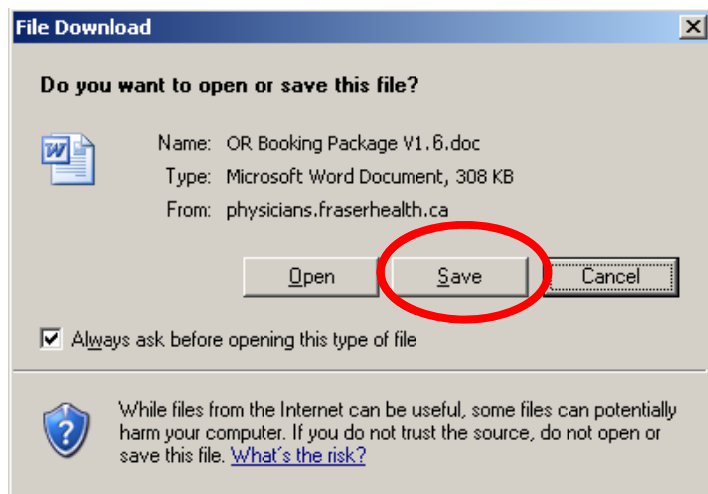 File Download
Do you want to open or save this file?
Name: OR Booking Package V1.6.doc
Type: Microsoft Word Document, 308 KB
From: physicians.fraserhealth.ca
Open Save Cancel
Always ask before opening this type of file
While files from the Internet can be useful, some files can potentially
harm your computer. If you do not trust the source, do not open or
save this file. What's the risk?